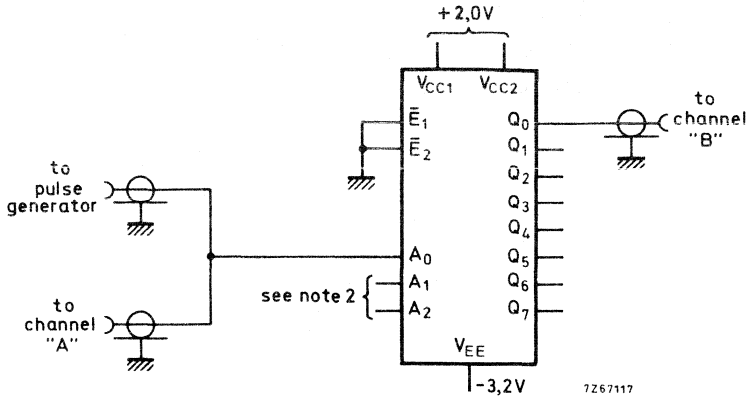 +2,0V
VCC1 VCC2
Ē1
Ē2
Q0
Q1
Q2
Q3
Q4
Q5
Q6
Q7
to
channel
"B"
to
pulse
generator
A0
A1
A2
see note 2
to
channel
"A"
VEE
-3,2V
7Z67117